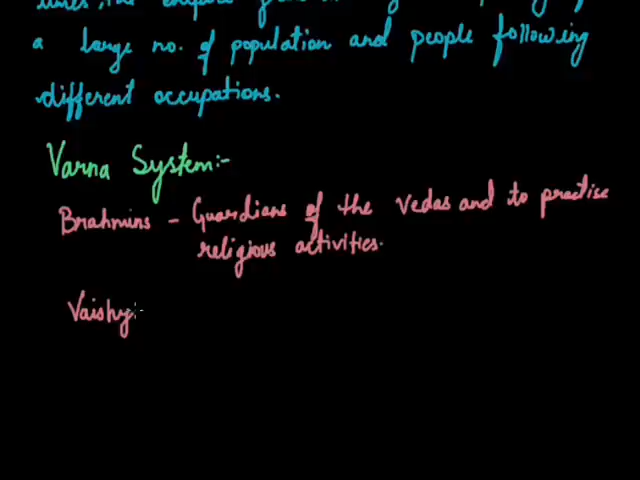 a large no. of population and people following
different occupations.
Varna System:-
Brahmins - Guardians of the Vedas and to practise
religious activities.
Vaishy